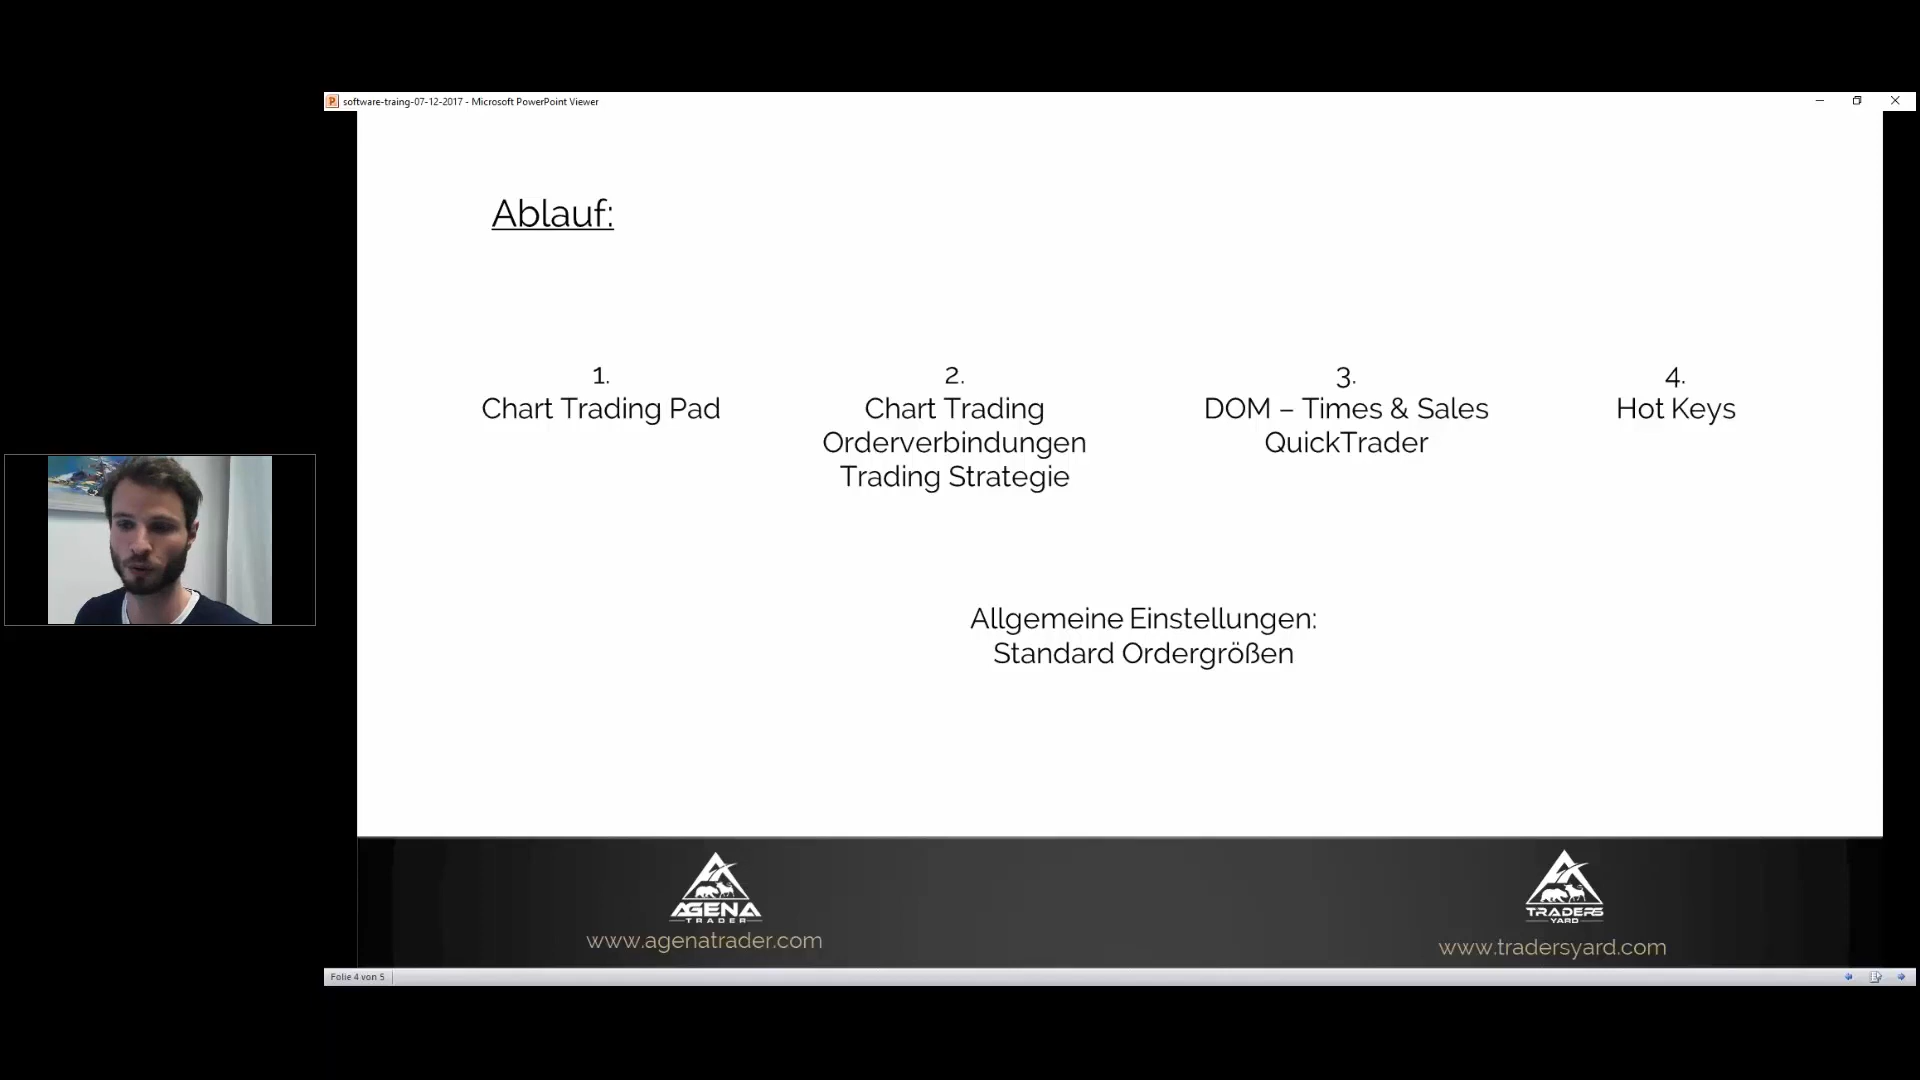 software-traing-07-12-2017 - Microsoft PowerPoint Viewer
Ablauf:
1.
Chart Trading Pad
2.
Chart Trading
Orderverbindungen
Trading Strategie
3.
DOM – Times & Sales
QuickTrader
4.
Hot Keys
Allgemeine Einstellungen:
Standard Ordergrößen
AGENA
TRADER
www.agenatrader.com
TRADERS
YARD
www.tradersyard.com
Folie 4 von 5